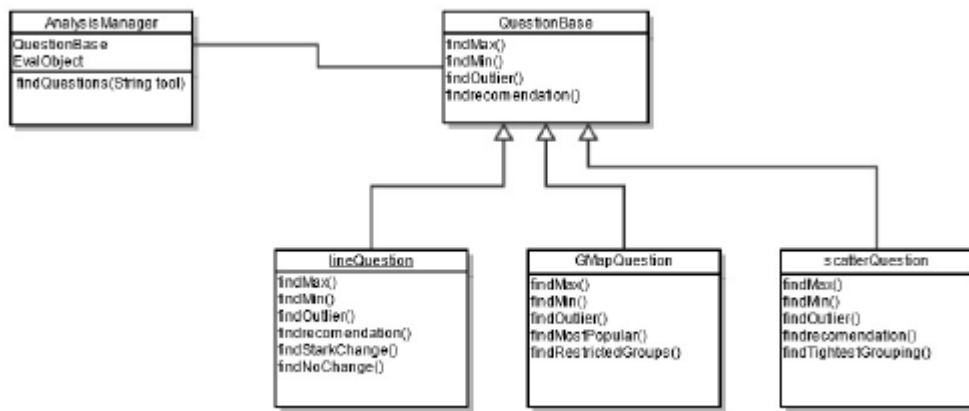 AnalysisManager
QuestionBase
EvalObject
findQuestions(String tool)
QuestionBase
findMax()
findMin()
findOutlier()
findrecomendation()
lineQuestion
findMax()
findMin()
findOutlier()
findrecomendation()
findStarkChange()
findNoChange()
GMapQuestion
findMax()
findMin()
findOutlier()
findMostPopular()
findRestrictedGroups()
scatterQuestion
findMax()
findMin()
findOutlier()
findrecomendation()
findTightestGrouping()